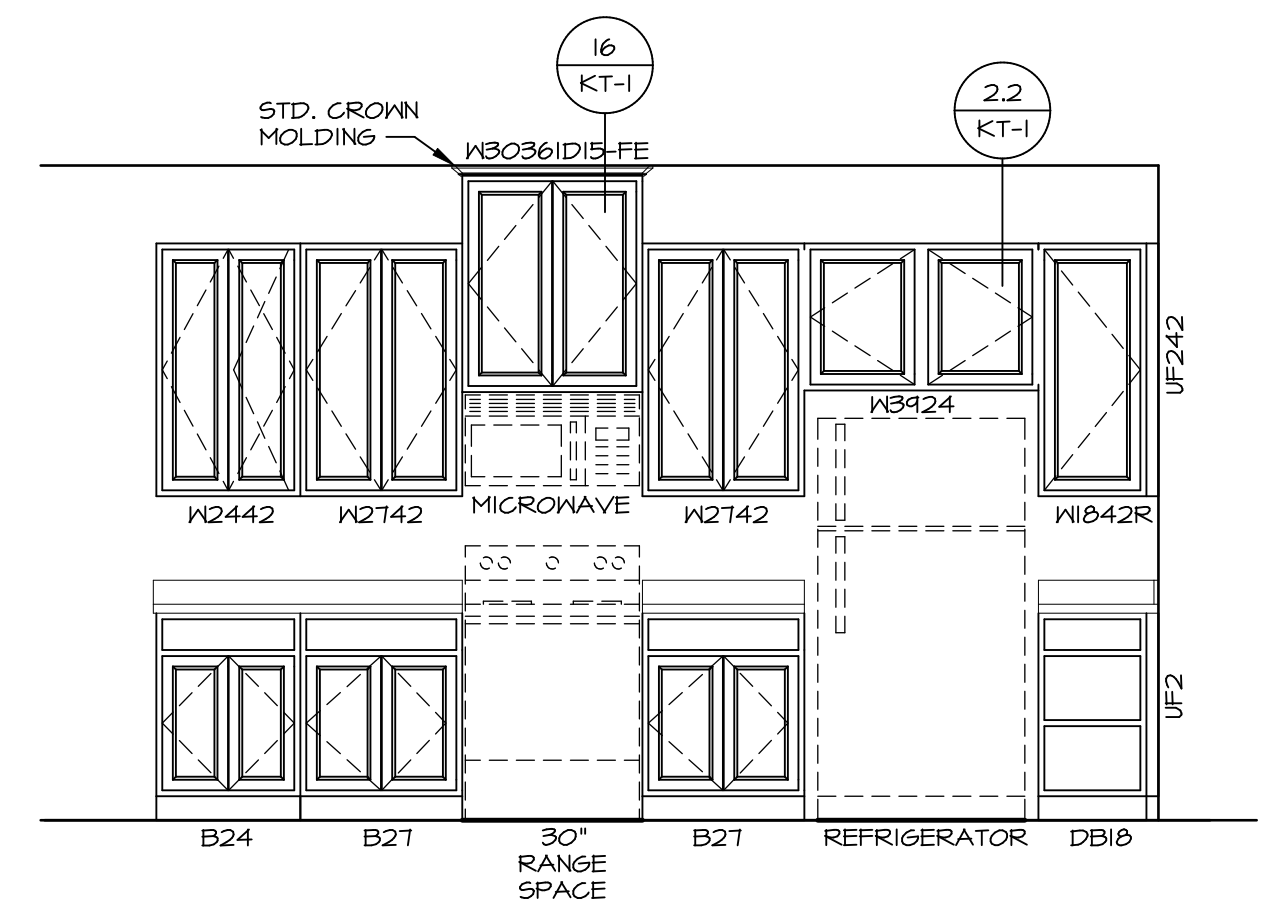 16
KT-1
2.2
KT-1
STD. CROWN
MOLDING
W30361D15-FE
UF242
W3924
W2442
W2742
MICROWAVE
W2742
W1842R
UF2
B24
B27
30"
RANGE
SPACE
B27
REFRIGERATOR
DB18